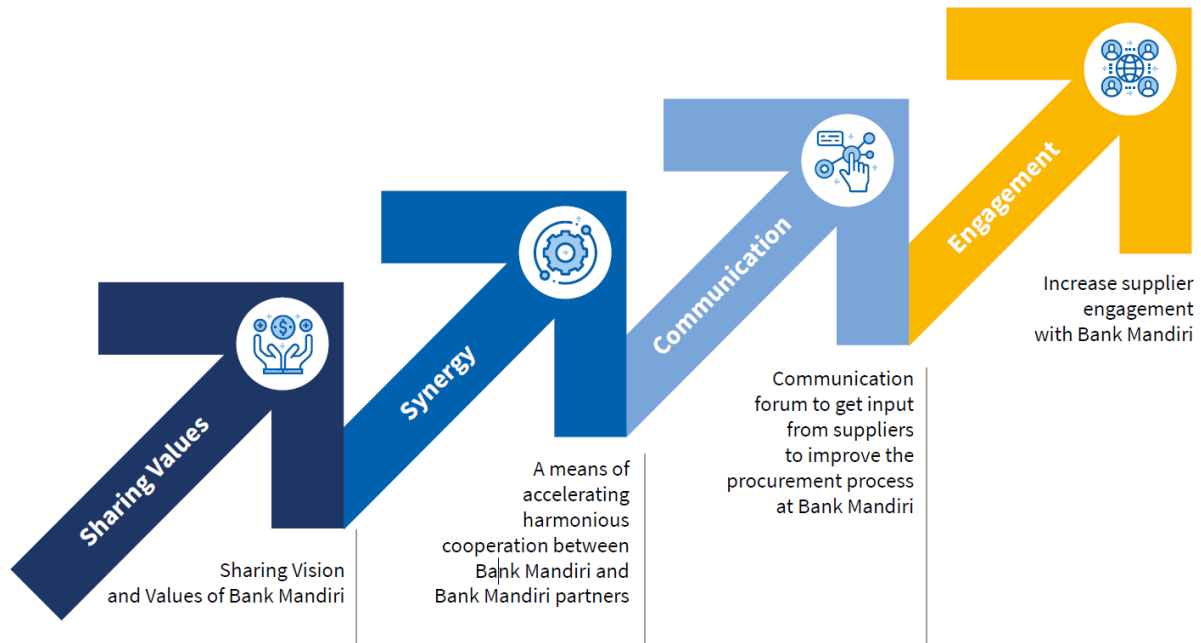 Sharing Values
Sharing Vision
and Values of Bank Mandiri
Synergy
A means of
accelerating
harmonious
cooperation between
Bank Mandiri and
Bank Mandiri partners
Communication
Communication
forum to get input
from suppliers
to improve the
procurement process
at Bank Mandiri
Engagement
Increase supplier
engagement
with Bank Mandiri